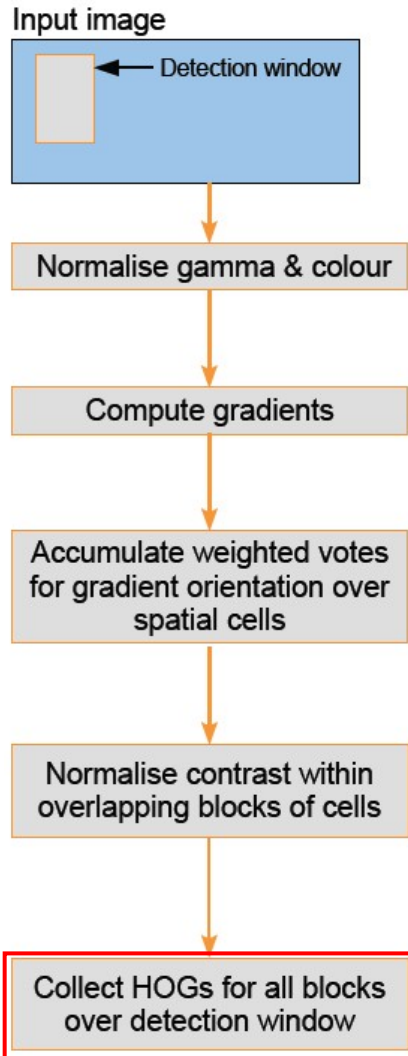 Input image
Detection window
Normalise gamma & colour
Compute gradients
Accumulate weighted votes
for gradient orientation over
spatial cells
Normalise contrast within
overlapping blocks of cells
Collect HOGs for all blocks
over detection window